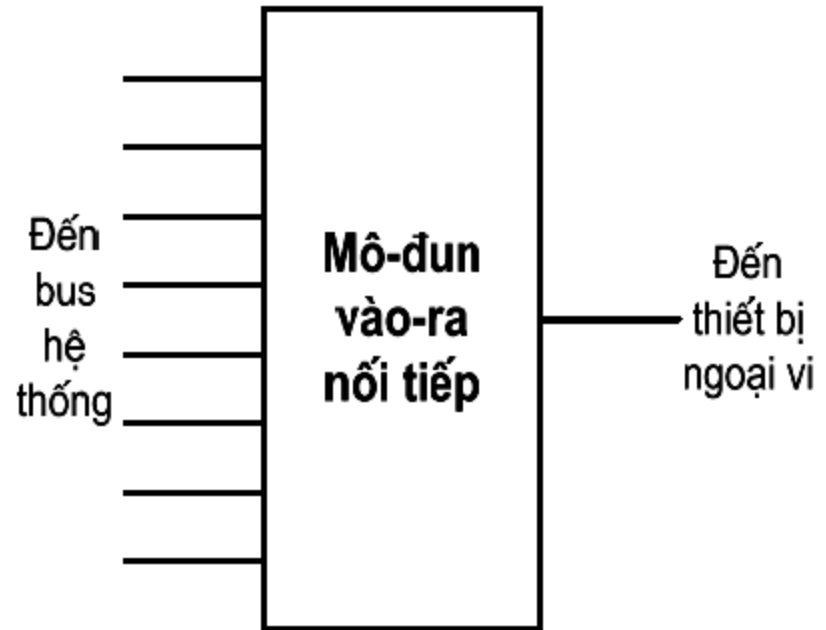 Đến
bus
hệ
thống
Mô-đun
vào-ra
nối tiếp
Đến
thiết bị
ngoại vi